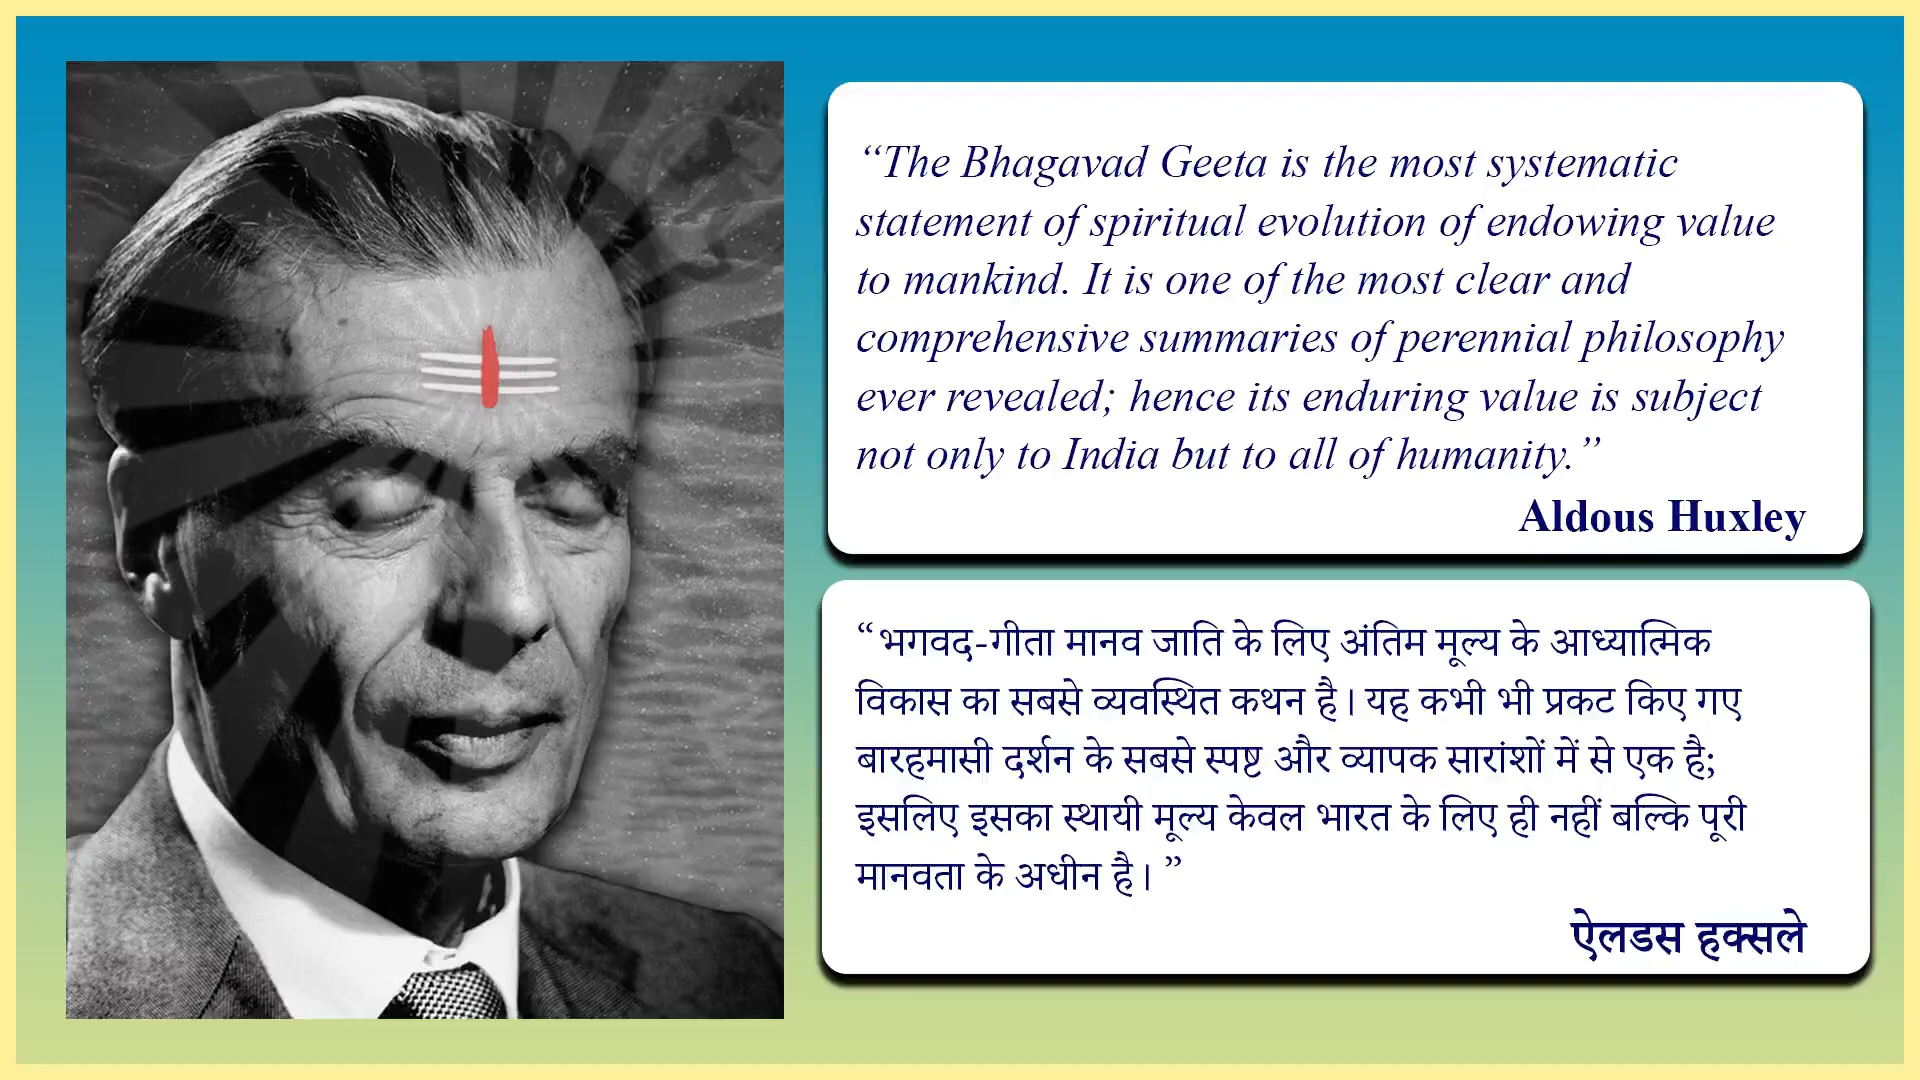 “The Bhagavad Geeta is the most systematic
statement of spiritual evolution of endowing value
to mankind. It is one of the most clear and
comprehensive summaries of perennial philosophy
ever revealed; hence its enduring value is subject
not only to India but to all of humanity.”
Aldous Huxley
“भगवद-गीता मानव जाति के लिए अंतिम मूल्य के आध्यात्मिक
विकास का सबसे व्यवस्थित कथन है। यह कभी भी प्रकट किए गए
बारहमासी दर्शन के सबसे स्पष्ट और व्यापक सारांशों में से एक है;
इसलिए इसका स्थायी मूल्य केवल भारत के लिए ही नहीं बल्कि पूरी
मानवता के अधीन है। ”
ऐलडस हक्सले